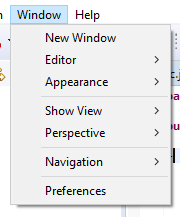 Window Help
New Window
Editor
Appearance
Show View
Perspective
Navigation
Preferences